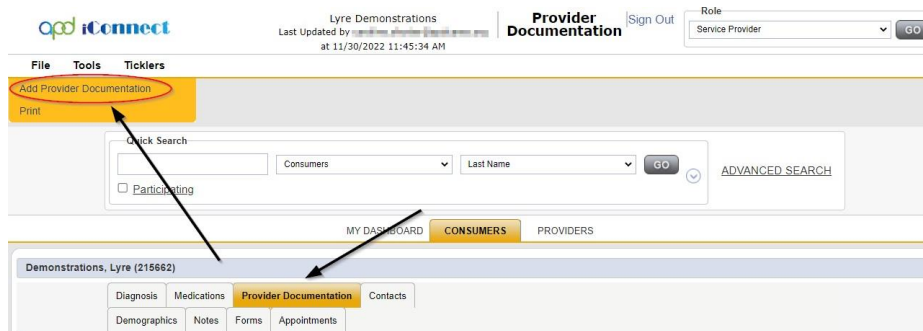 apd iConnect
Lyre Demonstrations
Last Updated by
at 11/30/2022 11:45:34 AM
Provider
Documentation
Sign Out
Role
Service Provider
GO
File Tools Ticklers
Add Provider Documentation
Print
Quick Search
Consumers
Last Name
GO
ADVANCED SEARCH
Participating
MY DASHBOARD CONSUMERS PROVIDERS
Demonstrations, Lyre (215662)
Diagnosis Medications Provider Documentation Contacts
Demographics Notes Forms Appointments